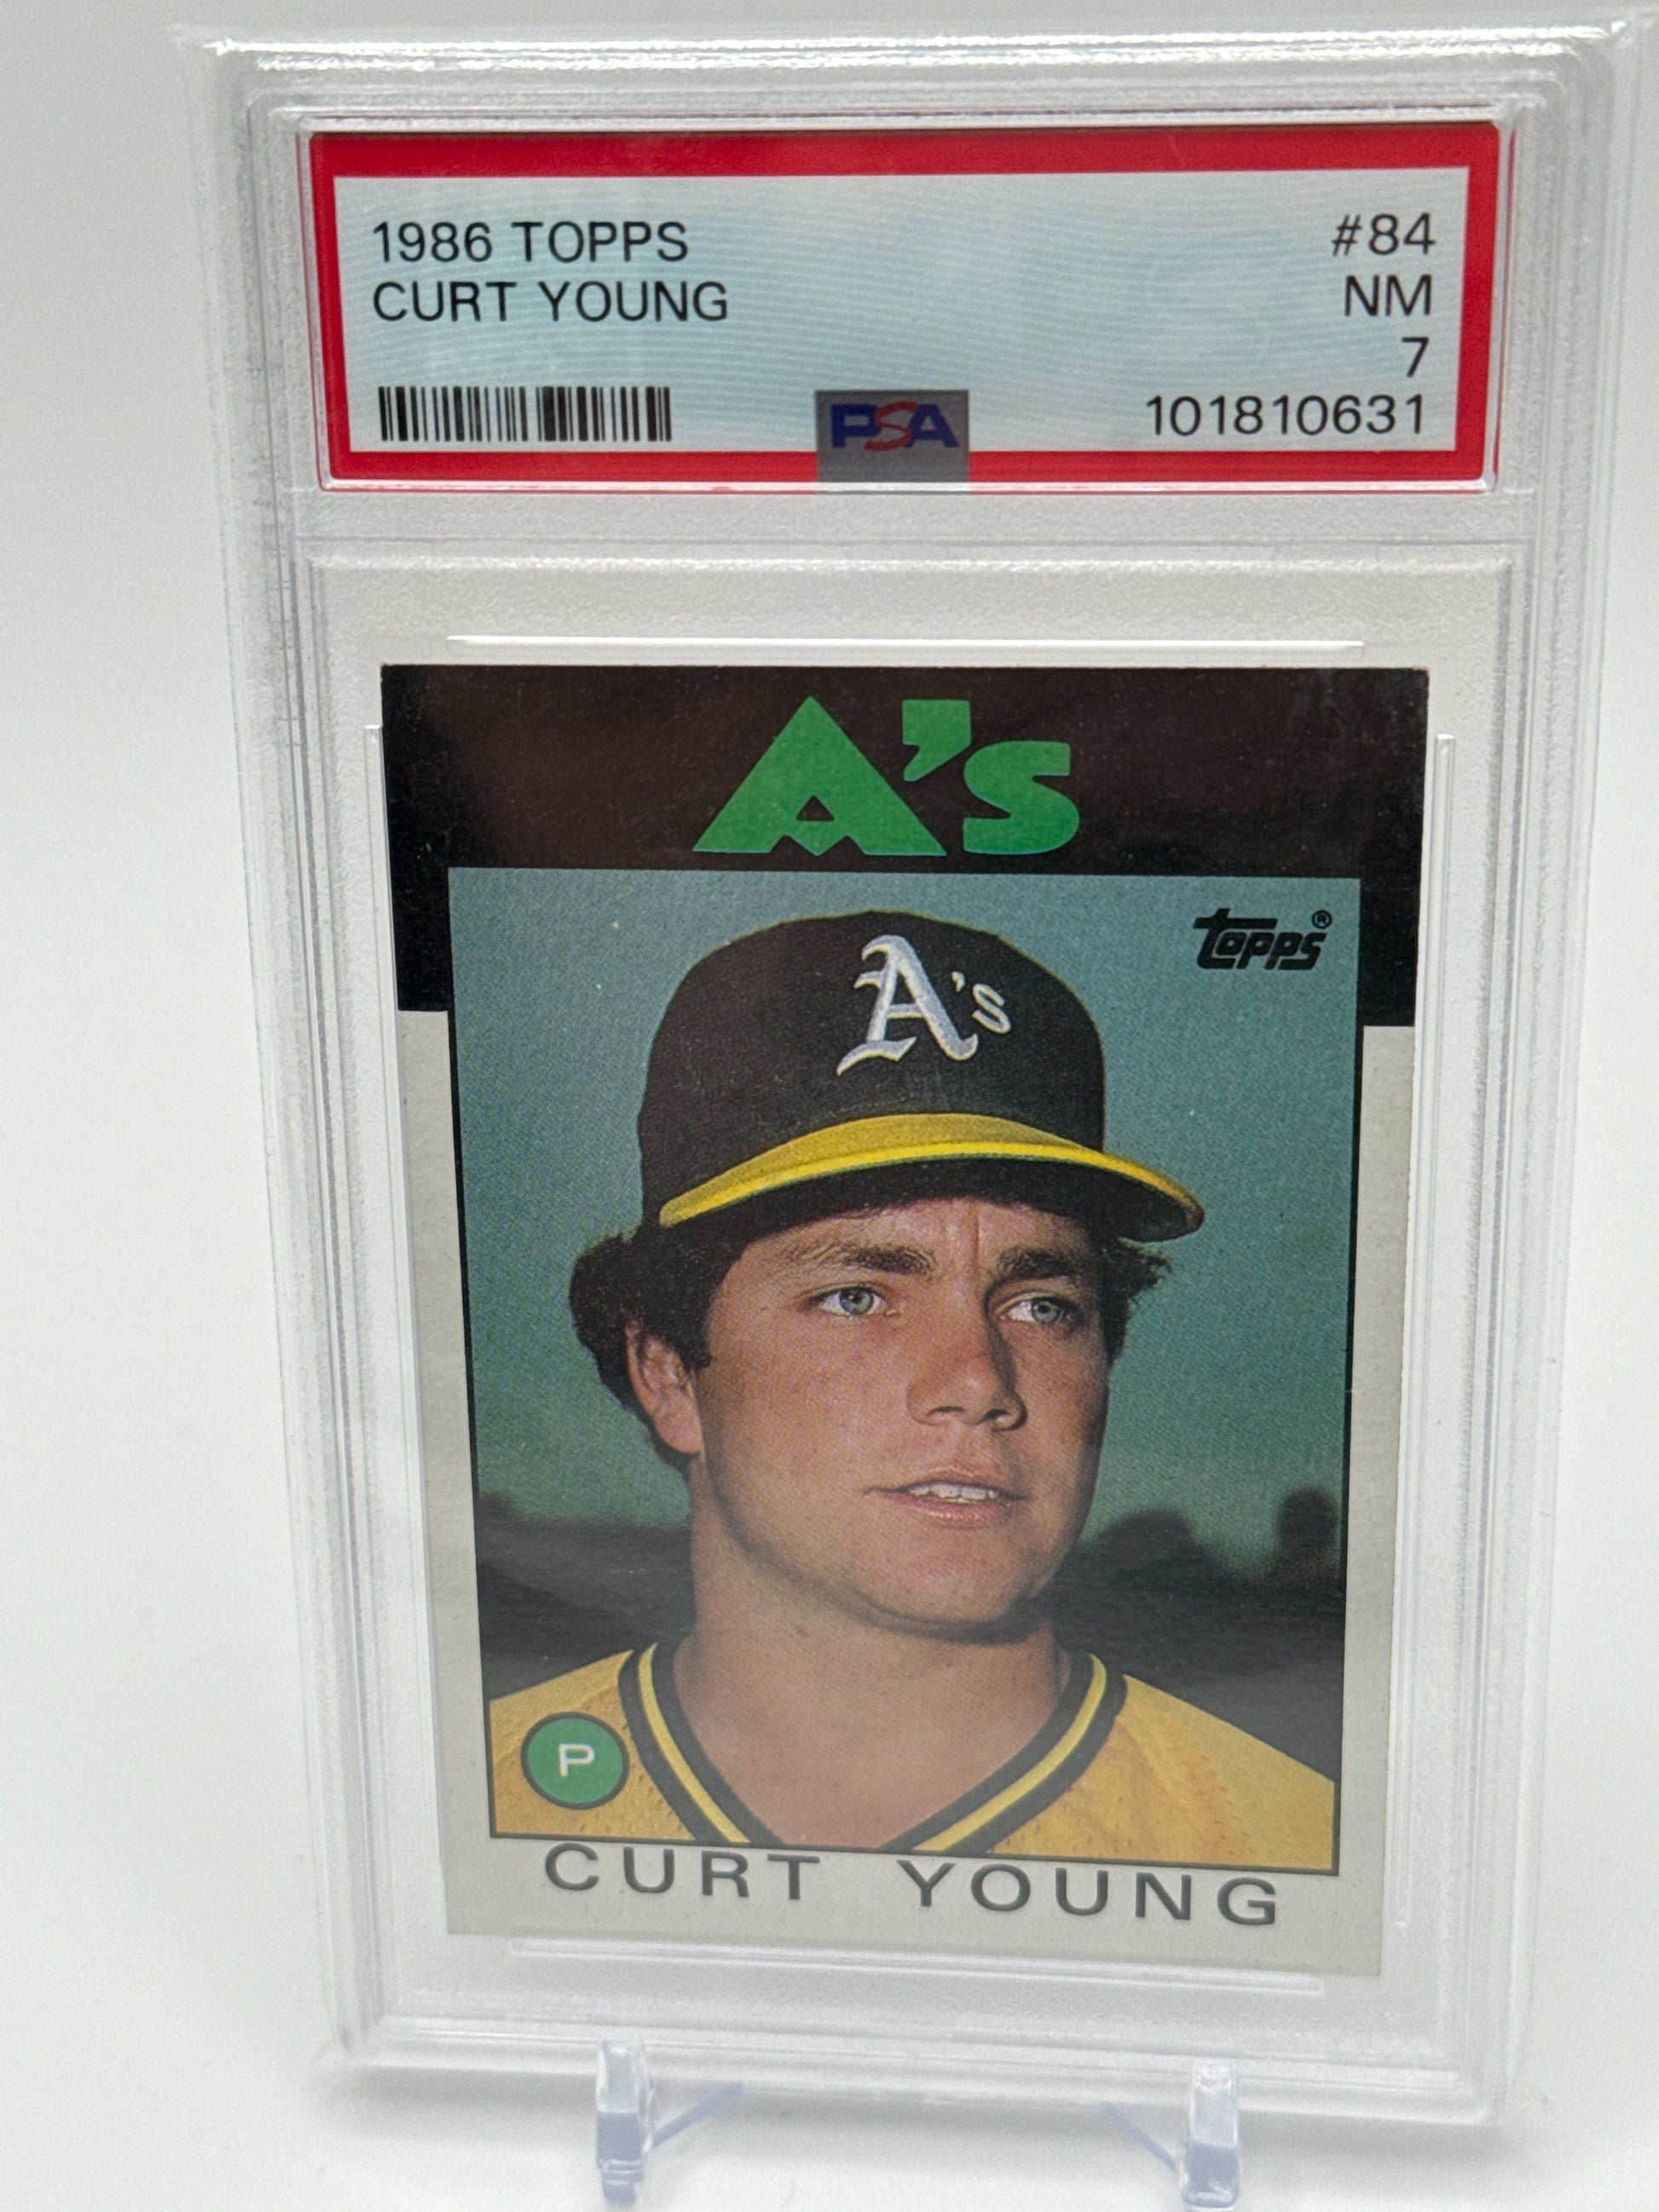 1986 TOPPS #84
CURT YOUNG NM
7
PSA 101810631
A's
topps®
A's
P
CURT YOUNG